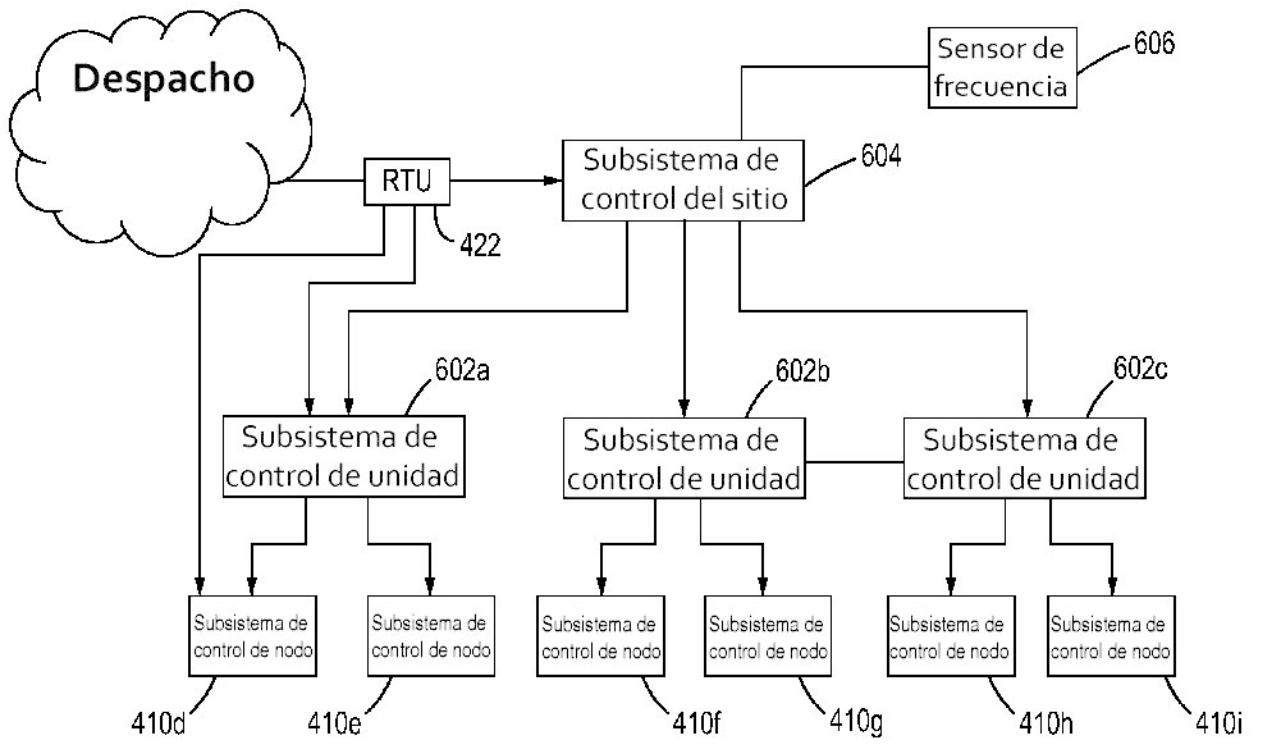 Despacho
Sensor de
frecuencia
606
RTU
422
Subsistema de
control del sitio
604
602a
602b
602c
Subsistema de
control de unidad
Subsistema de
control de unidad
Subsistema de
control de unidad
Subsistema de
control de nodo
Subsistema de
control de nodo
Subsistema de
control de nodo
Subsistema de
control de nodo
Subsistema de
control de nodo
Subsistema de
control de nodo
410d
410e
410f
410g
410h
410i